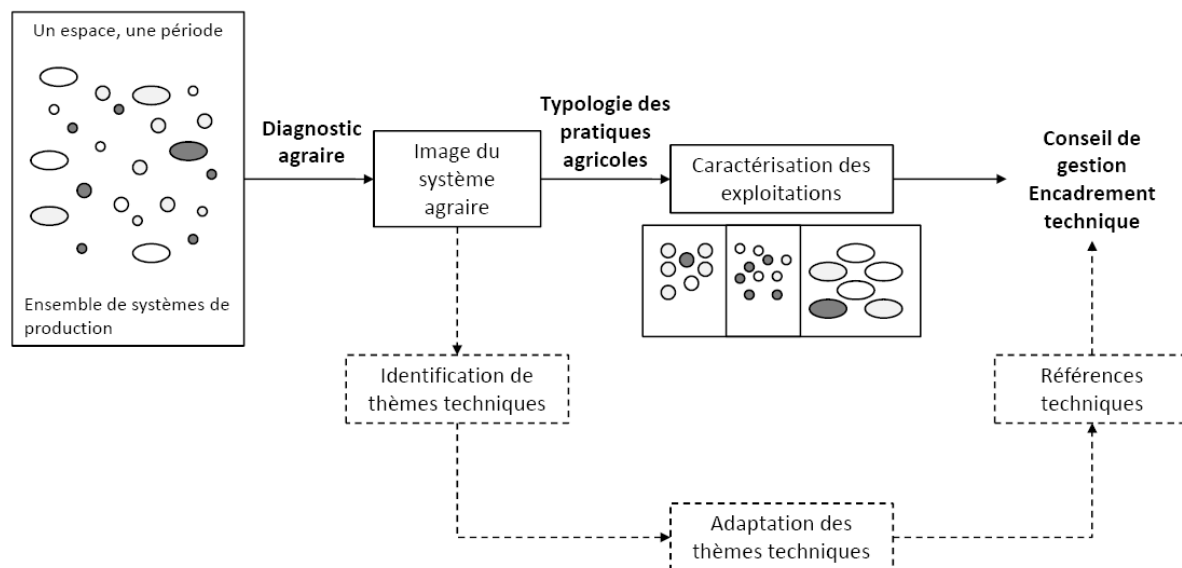 Un espace, une période
Ensemble de systèmes de
production
Diagnostic
agraire
Image du
système
agraire
Typologie des
pratiques
agricoles
Caractérisation des
exploitations
Conseil de
gestion
Encadrement
technique
Identification de
thèmes techniques
Adaptation des
thèmes techniques
Références
techniques